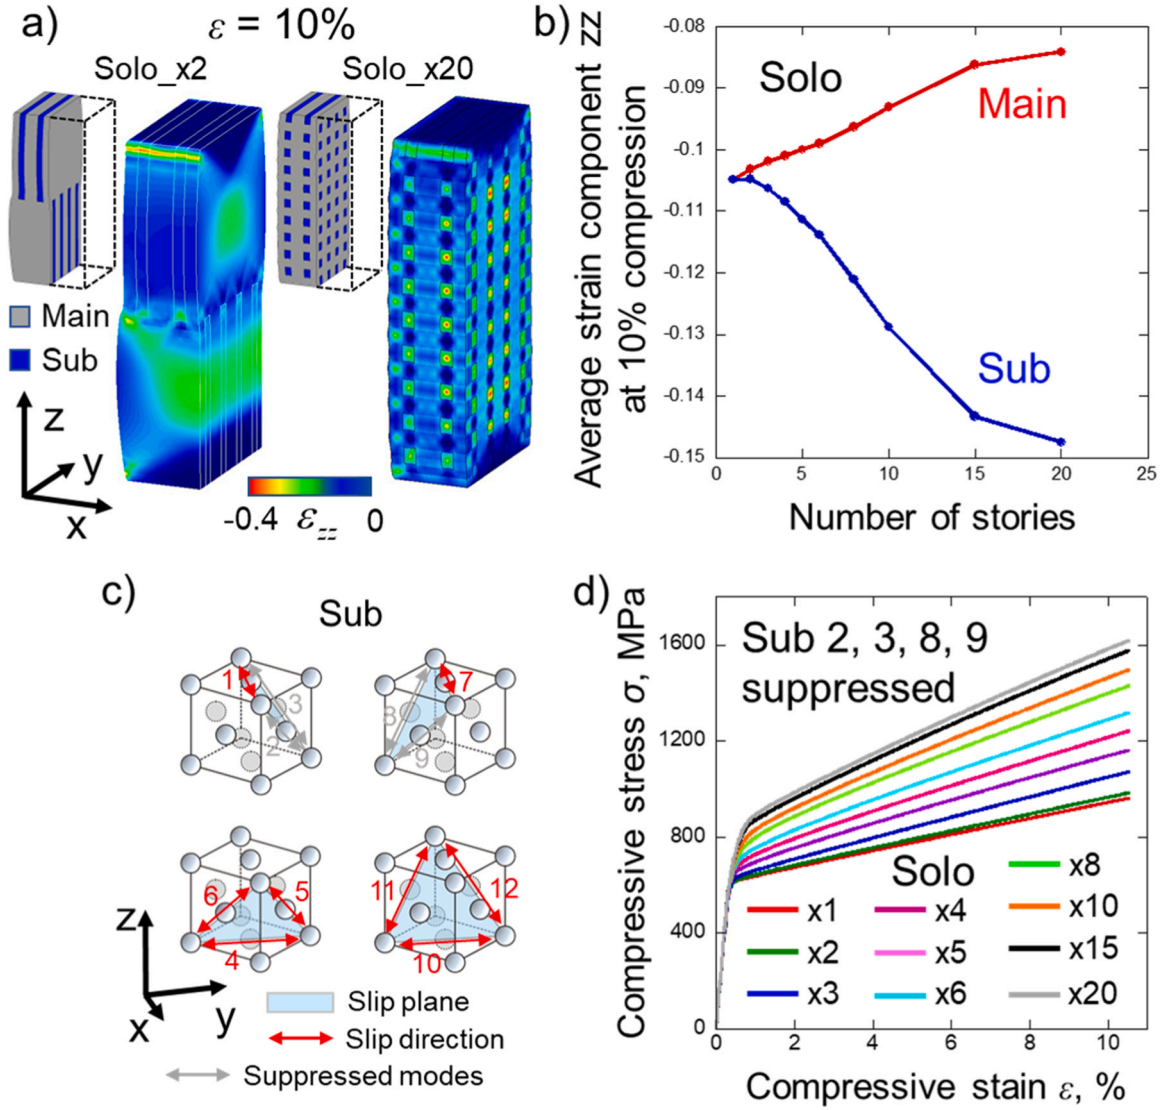 a)
ε = 10%
Solo_x2
Solo_x20
Main
Sub
z
y
x
-0.4 εzz 0
b)
Average strain component zz
at 10% compression
-0.08
-0.09
-0.1
-0.11
-0.12
-0.13
-0.14
-0.15
Solo
Main
Sub
0 5 10 15 20 25
Number of stories
c)
Sub
1
3
2
7
8
9
6
5
4
11
12
10
z
x
y
Slip plane
Slip direction
Suppressed modes
d)
Compressive stress σ, MPa
1600
1200
800
400
0
Sub 2, 3, 8, 9
suppressed
Solo
x1
x2
x3
x4
x5
x6
x8
x10
x15
x20
0 2 4 6 8 10
Compressive stain ε, %